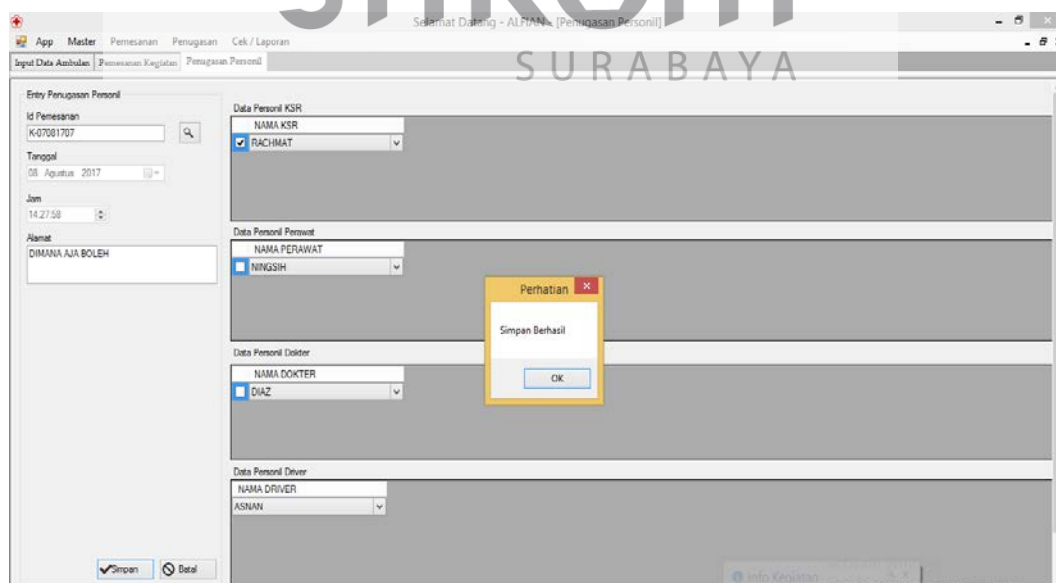 Selamat Datang - ALFIAN - [Penugasan Personil]
App Master Pemesanan Penugasan Cek / Laporan
Input Data Ambulan Pemesanan Kegiatan Penugasan Personil
SURABAYA
Entry Penugasan Personil
Id Pemesanan
K-07081707
Tanggal
08 Agustus 2017
Jam
14:27:58
Alamat
DIMANA AJA BOLEH
Data Personil KSR
NAMA KSR
RACHMAT
Data Personil Perawat
NAMA PERAWAT
NINGSIH
Data Personil Dokter
NAMA DOKTER
DIAZ
Data Personil Driver
NAMA DRIVER
ASNAN
Perhatian
Simpan Berhasil
OK
Simpan Batal
Info Kegiatan